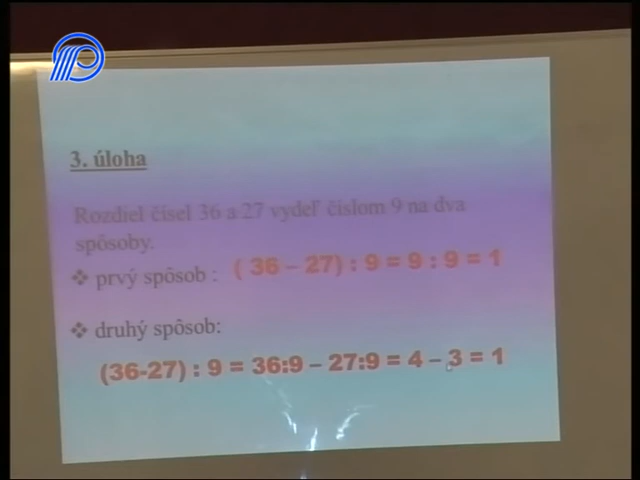 3. úloha
Rozdiel čísel 36 a 27 vydeľ číslom 9 na dva
spôsoby.
❖ prvý spôsob : ( 36 – 27) : 9 = 9 : 9 = 1
❖ druhý spôsob:
(36-27) : 9 = 36:9 – 27:9 = 4 – 3 = 1